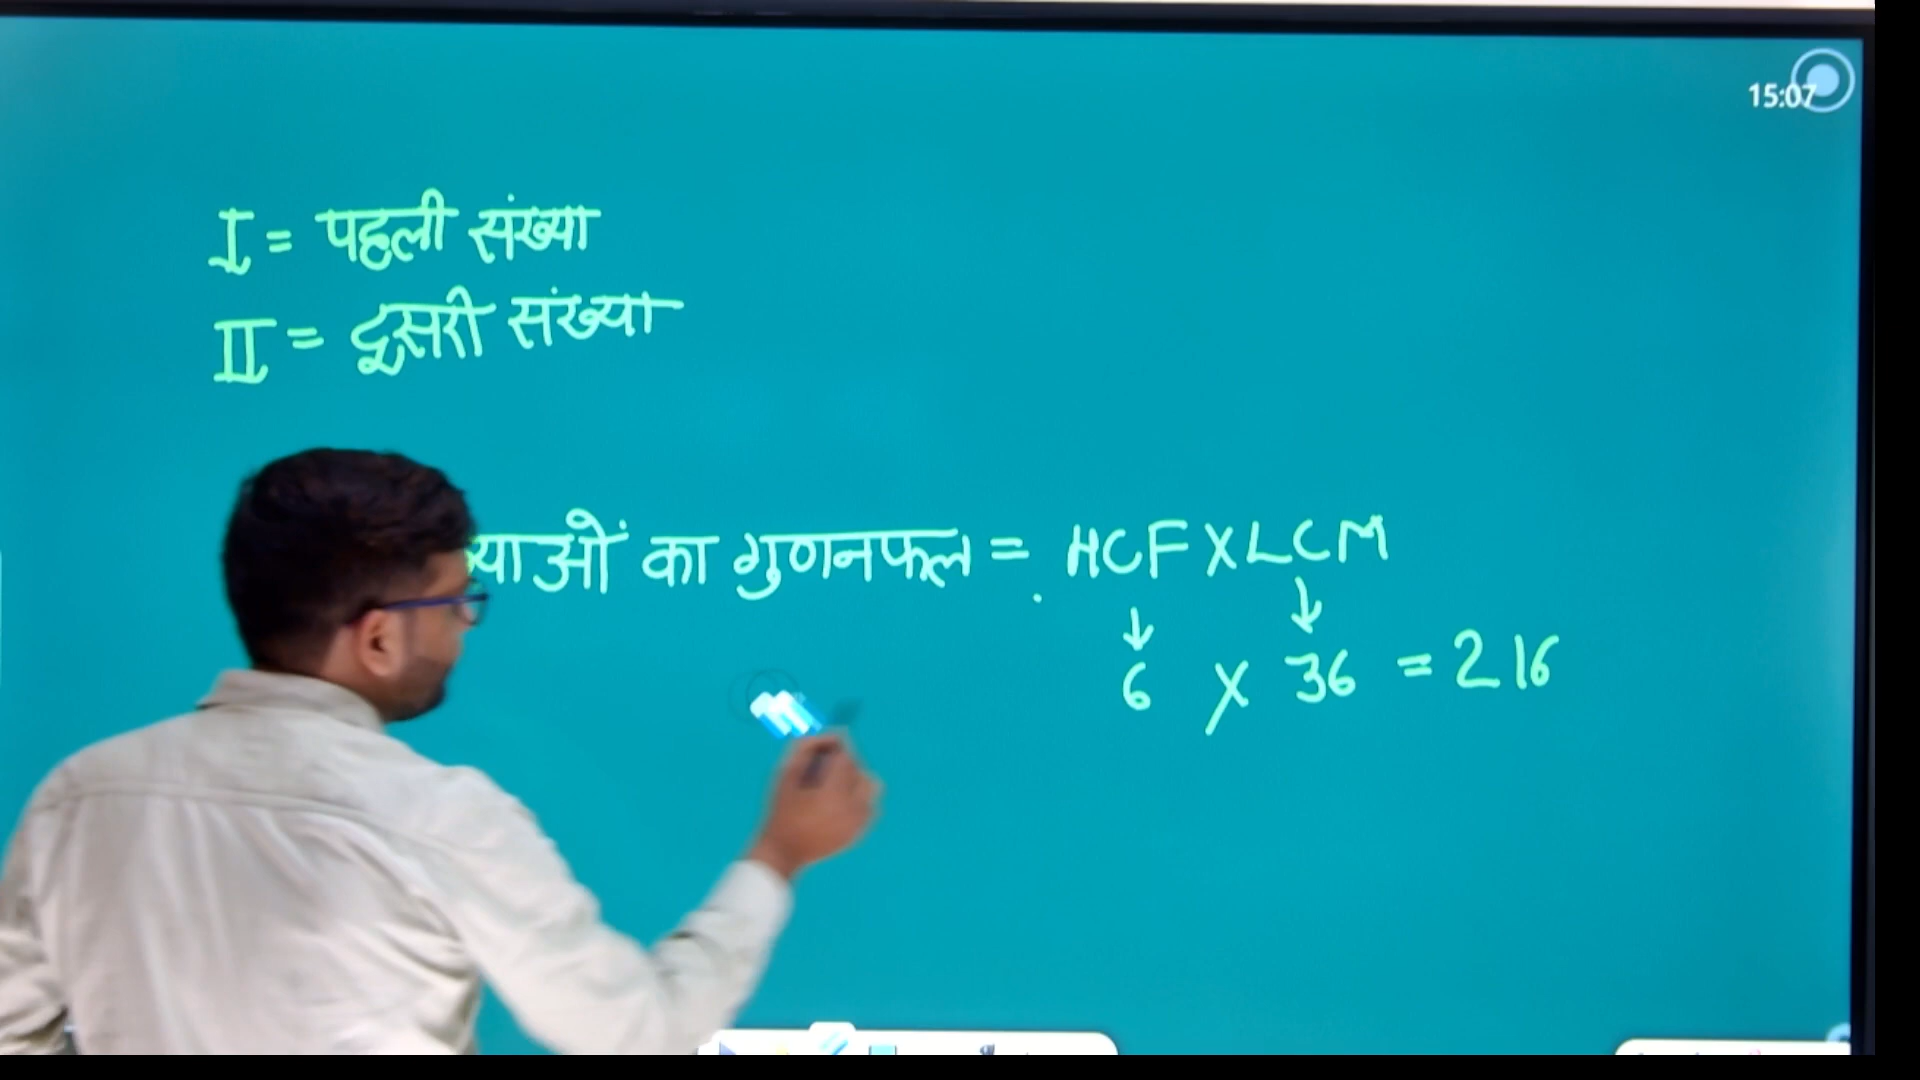 15:07
I = पहली संख्या
II = दूसरी संख्या
का गुणनफल = HCF X LCM
↓ ↓
6 X 36 = 216